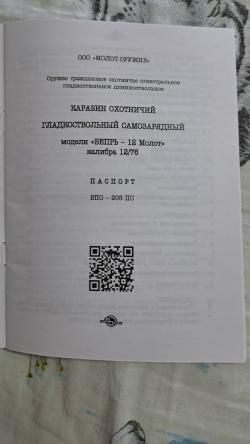 ООО «МОЛОТ-ОРУЖИЕ»
Оружие гражданское охотничье огнестрельное
гладкоствольное длинноствольное
КАРАБИН ОХОТНИЧИЙ
ГЛАДКОСТВОЛЬНЫЙ САМОЗАРЯДНЫЙ
модели «ВЕПРЬ – 12 Молот»
калибра 12/76
ПАСПОРТ
ВПО – 205 ПС